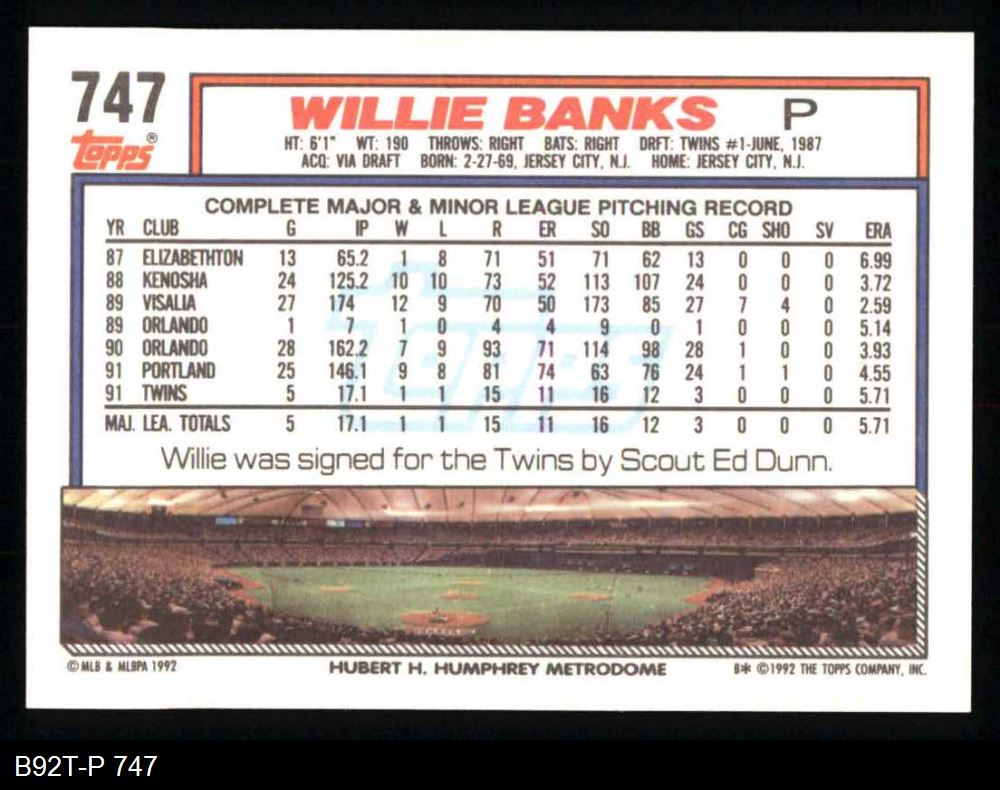 747
Topps®
WILLIE BANKS P
HT: 6'1" WT: 190 THROWS: RIGHT BATS: RIGHT DRFT: TWINS #1-JUNE, 1987
ACQ: VIA DRAFT BORN: 2-27-69, JERSEY CITY, N.J. HOME: JERSEY CITY, N.J.
COMPLETE MAJOR & MINOR LEAGUE PITCHING RECORD
YR CLUB G IP W L R ER SO BB GS CG SHO SV ERA
87 ELIZABETHTON 13 65.2 1 8 71 51 71 62 13 0 0 0 6.99
88 KENOSHA 24 125.2 10 10 73 52 113 107 24 0 0 0 3.72
89 VISALIA 27 174 12 9 70 50 173 85 27 7 4 0 2.59
89 ORLANDO 1 7 1 0 4 4 9 0 1 0 0 0 5.14
90 ORLANDO 28 162.2 7 9 93 71 114 98 28 1 0 0 3.93
91 PORTLAND 25 146.1 9 8 81 74 63 76 24 1 1 0 4.55
91 TWINS 5 17.1 1 1 15 11 16 12 3 0 0 0 5.71
MAJ. LEA. TOTALS 5 17.1 1 1 15 11 16 12 3 0 0 0 5.71
Topps
Willie was signed for the Twins by Scout Ed Dunn.
© MLB & MLBPA 1992 HUBERT H. HUMPHREY METRODOME B* ©1992 THE TOPPS COMPANY, INC.
B92T-P 747